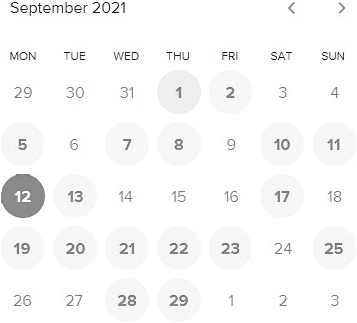 September 2021
MON TUE WED THU FRI SAT SUN
29 30 31 1 2 3 4
5 6 7 8 9 10 11
12 13 14 15 16 17 18
19 20 21 22 23 24 25
26 27 28 29 1 2 3